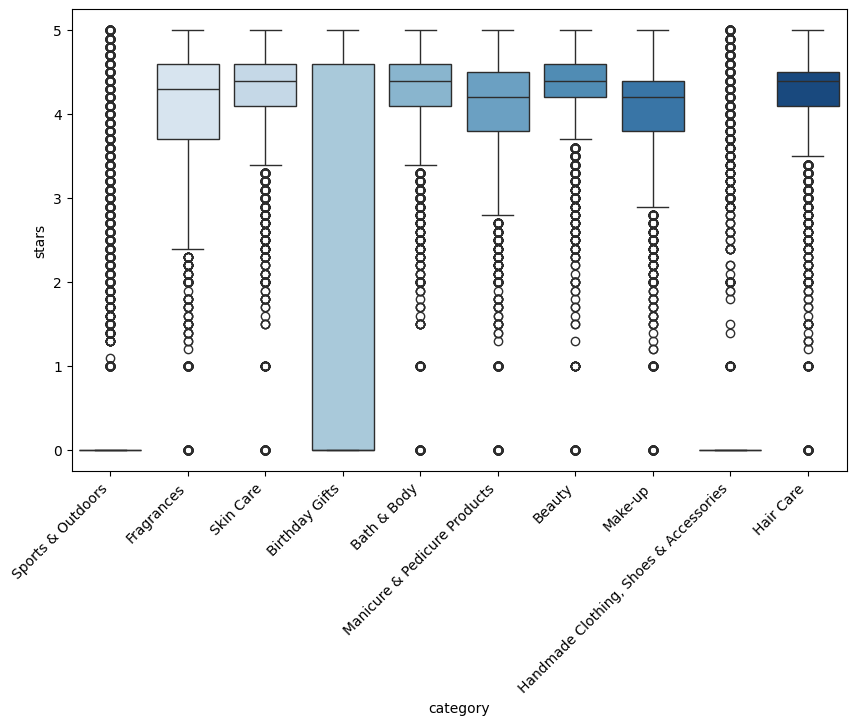 5
4
3
2
1
0
stars
Sports & Outdoors
Fragrances
Skin Care
Birthday Gifts
Bath & Body
Manicure & Pedicure Products
Beauty
Make-up
Handmade Clothing, Shoes & Accessories
Hair Care
category